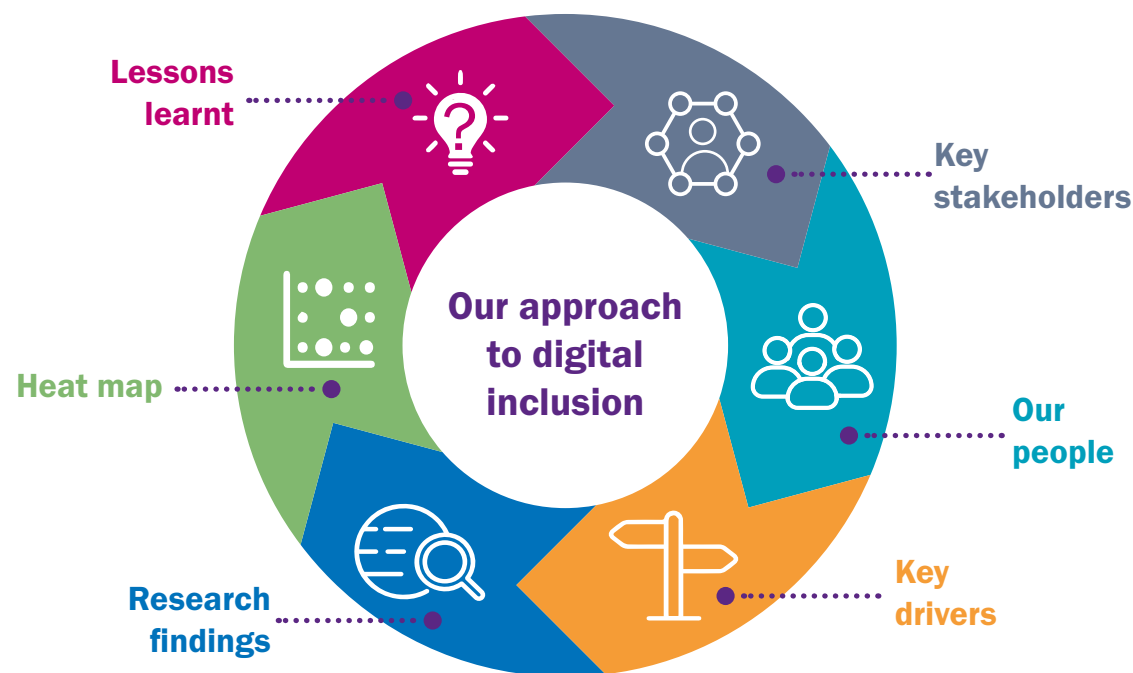 Lessons
learnt
Key
stakeholders
Our approach
to digital
inclusion
Heat map
Our
people
Key
drivers
Research
findings
?